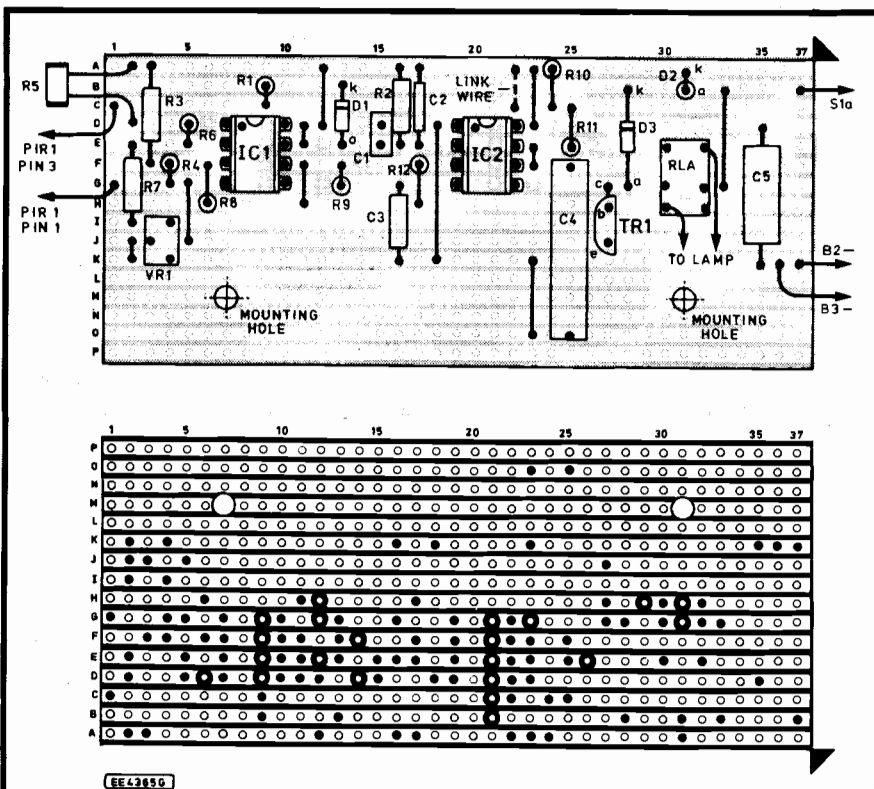 1 5 10 15 20 25 30 35 37
A
B
C
D
E
F
G
H
I
J
K
L
M
N
O
P
R5
R3
R1
R6
R4
R7
R8
VR1
IC1
R9
D1
k
a
C1
R2
C2
R12
C3
LINK
WIRE
IC2
R10
R11
C4
D3
k
a
c
b
e
TR1
D2
k
a
RLA
C5
TO LAMP
S1a
B2–
B3–
PIR1
PIN 3
PIR 1
PIN 1
MOUNTING
HOLE
MOUNTING
HOLE
1 5 10 15 20 25 30 35 37
P
O
N
M
L
K
J
I
H
G
F
E
D
C
B
A
EE4365G